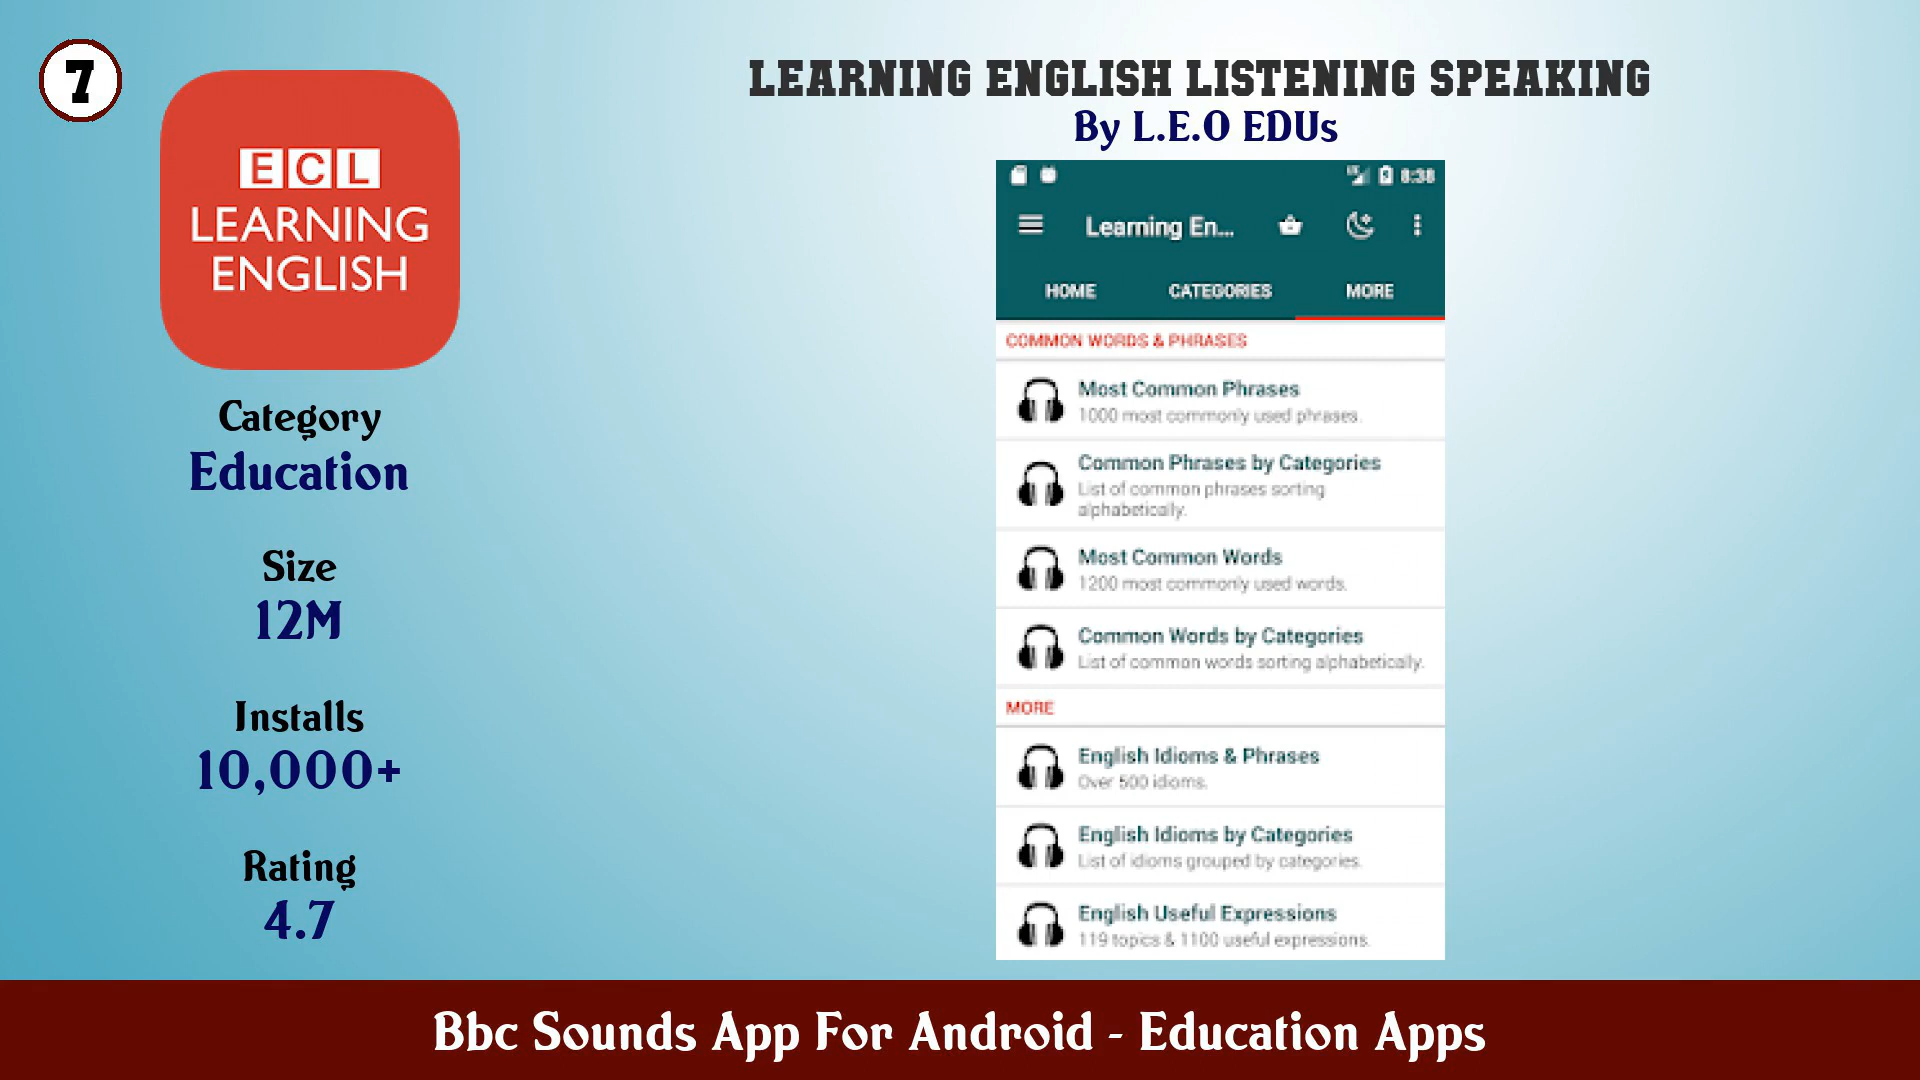 7
ECL
LEARNING
ENGLISH
Category
Education
Size
12M
Installs
10,000+
Rating
4.7
LEARNING ENGLISH LISTENING SPEAKING
By L.E.O EDUs
8:38
Learning En...
HOME CATEGORIES MORE
COMMON WORDS & PHRASES
Most Common Phrases
1000 most commonly used phrases.
Common Phrases by Categories
List of common phrases sorting
alphabetically.
Most Common Words
1200 most commonly used words.
Common Words by Categories
List of common words sorting alphabetically.
MORE
English Idioms & Phrases
Over 500 idioms.
English Idioms by Categories
List of idioms grouped by categories.
English Useful Expressions
119 topics & 1100 useful expressions.
Bbc Sounds App For Android - Education Apps